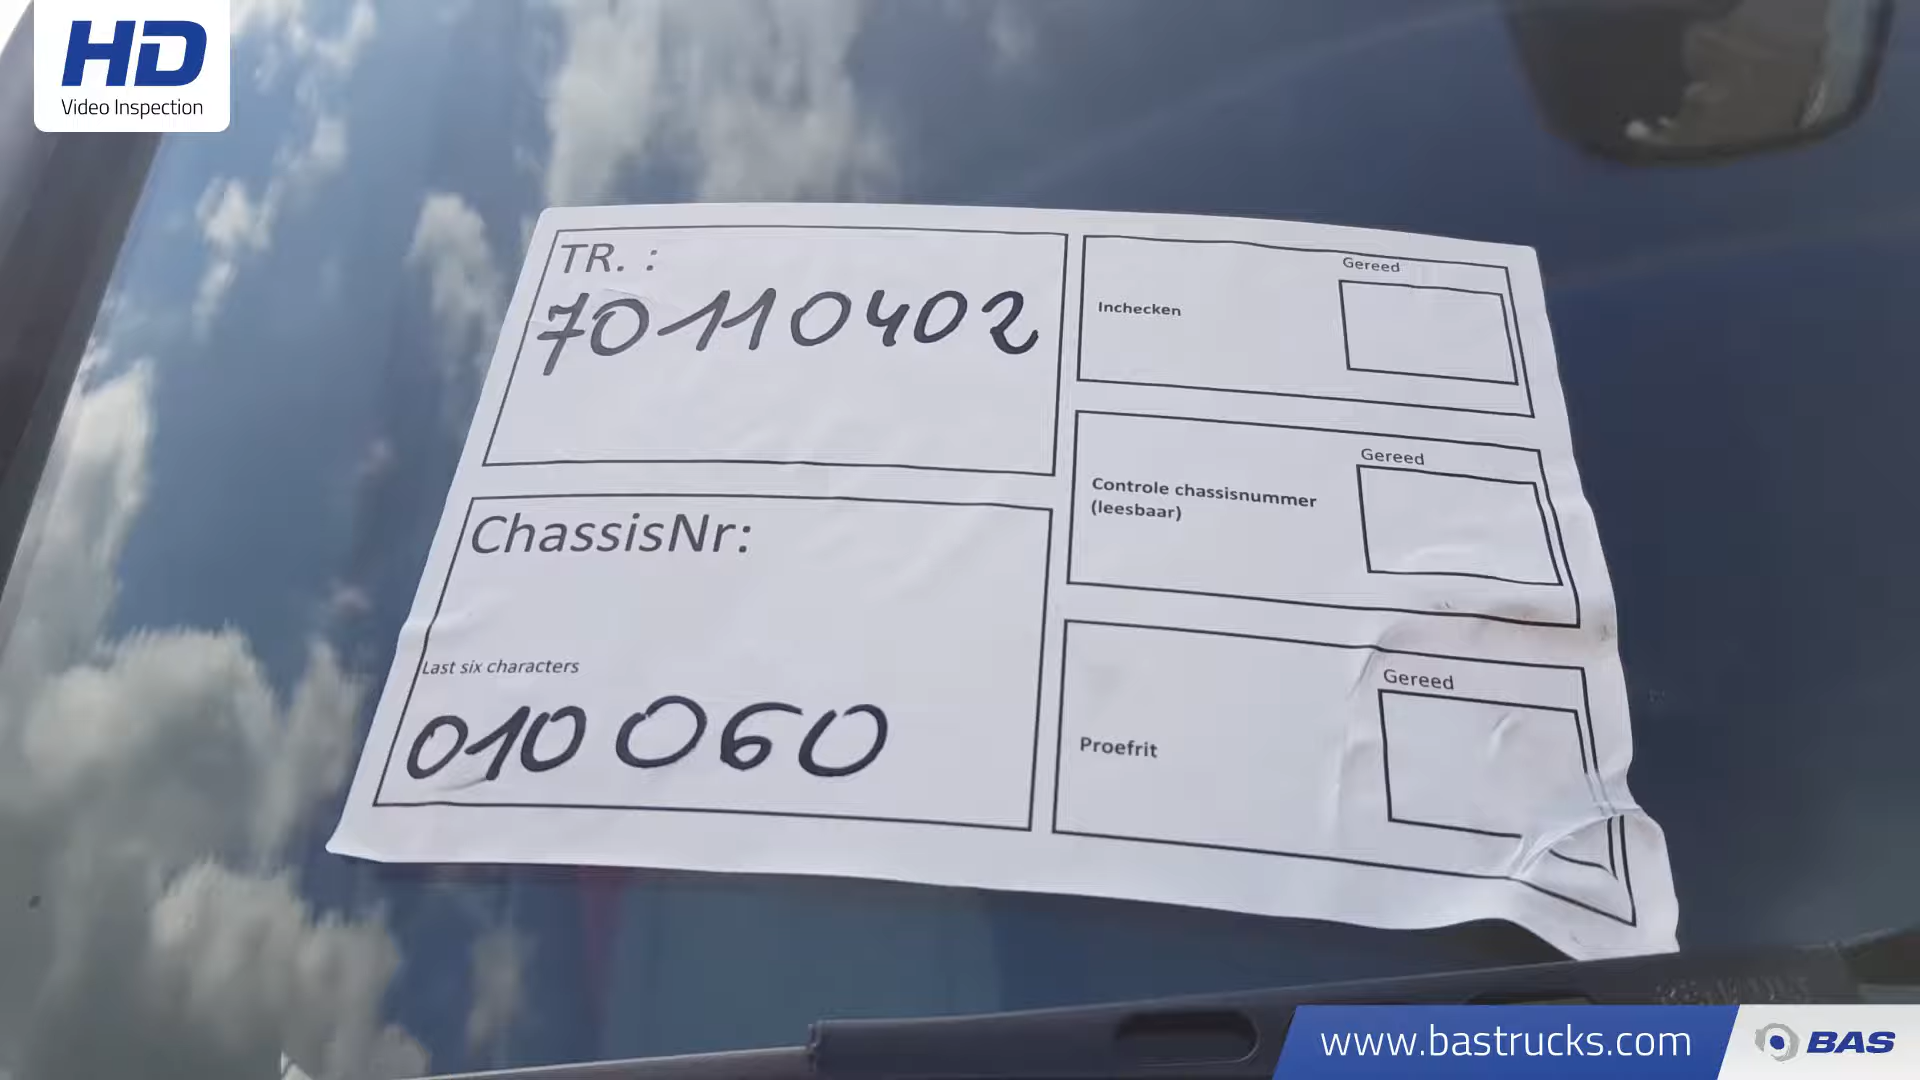 HD
Video Inspection
TR. :
70110402
ChassisNr:
Last six characters
010060
Gereed
Inchecken
Gereed
Controle chassisnummer
(leesbaar)
Gereed
Proefrit
www.bastrucks.com
BAS